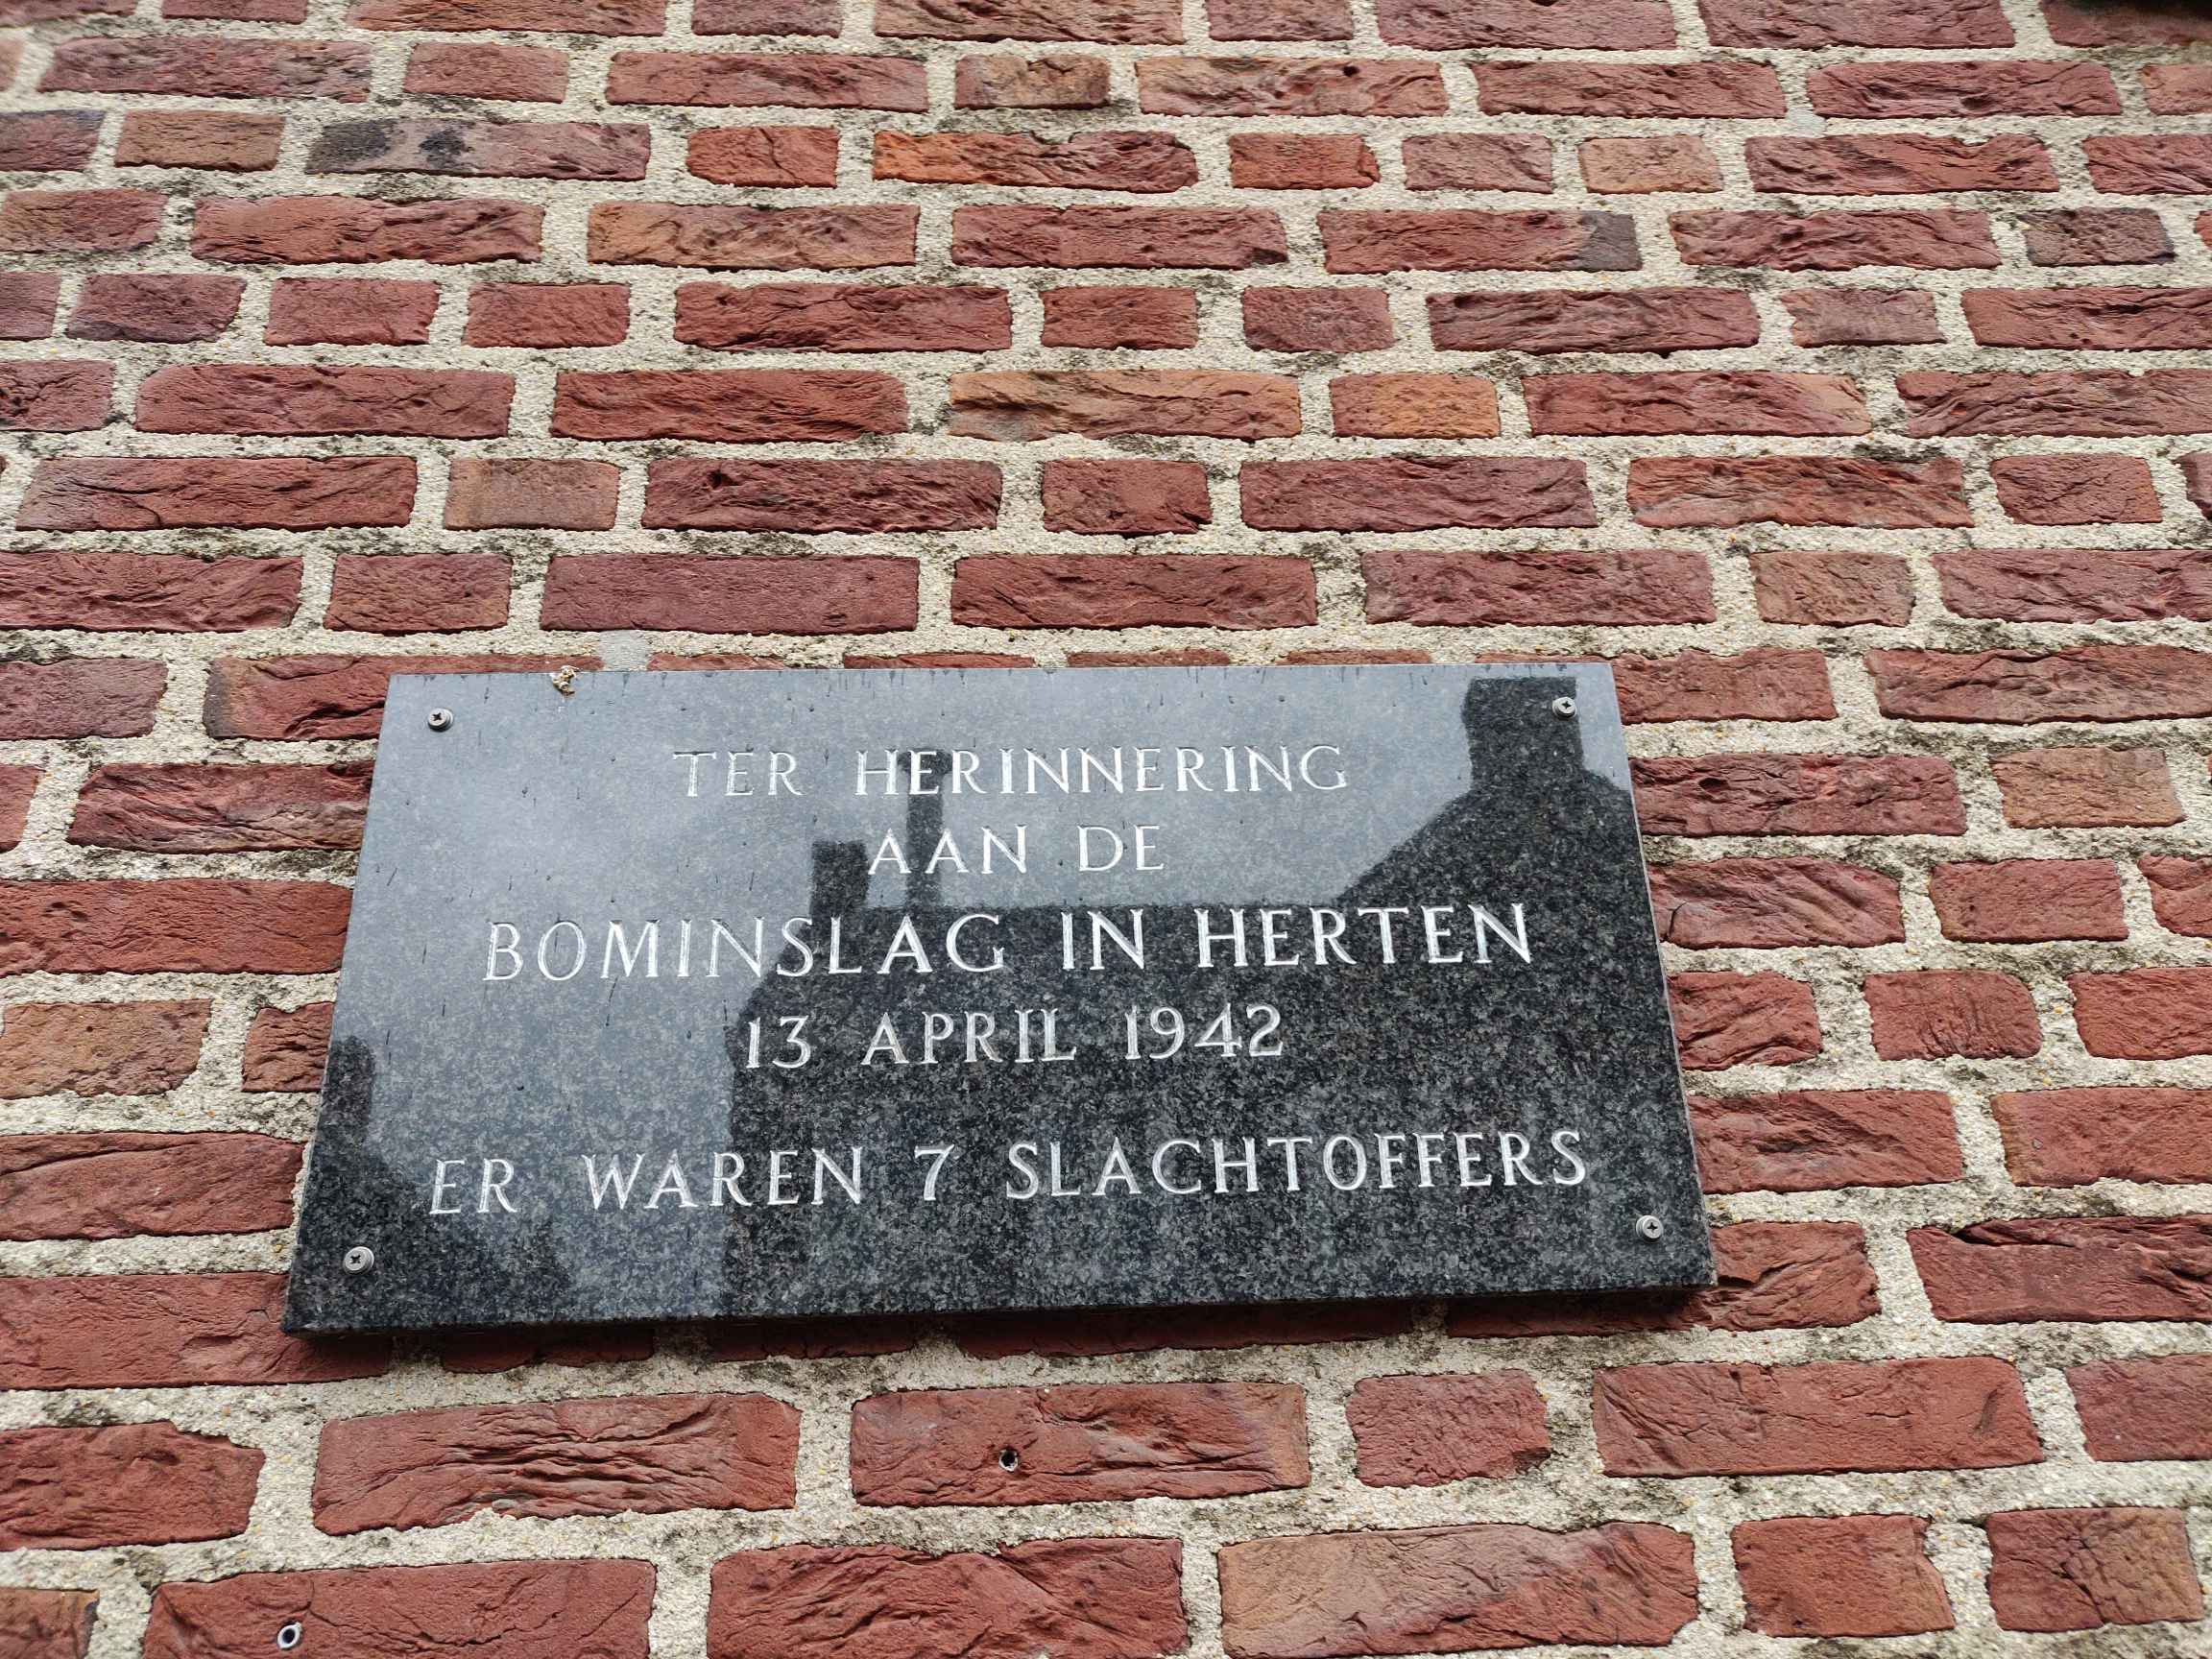 TER HERINNERING
AAN DE
BOMINSLAG IN HERTEN
13 APRIL 1942
ER WAREN 7 SLACHTOFFERS